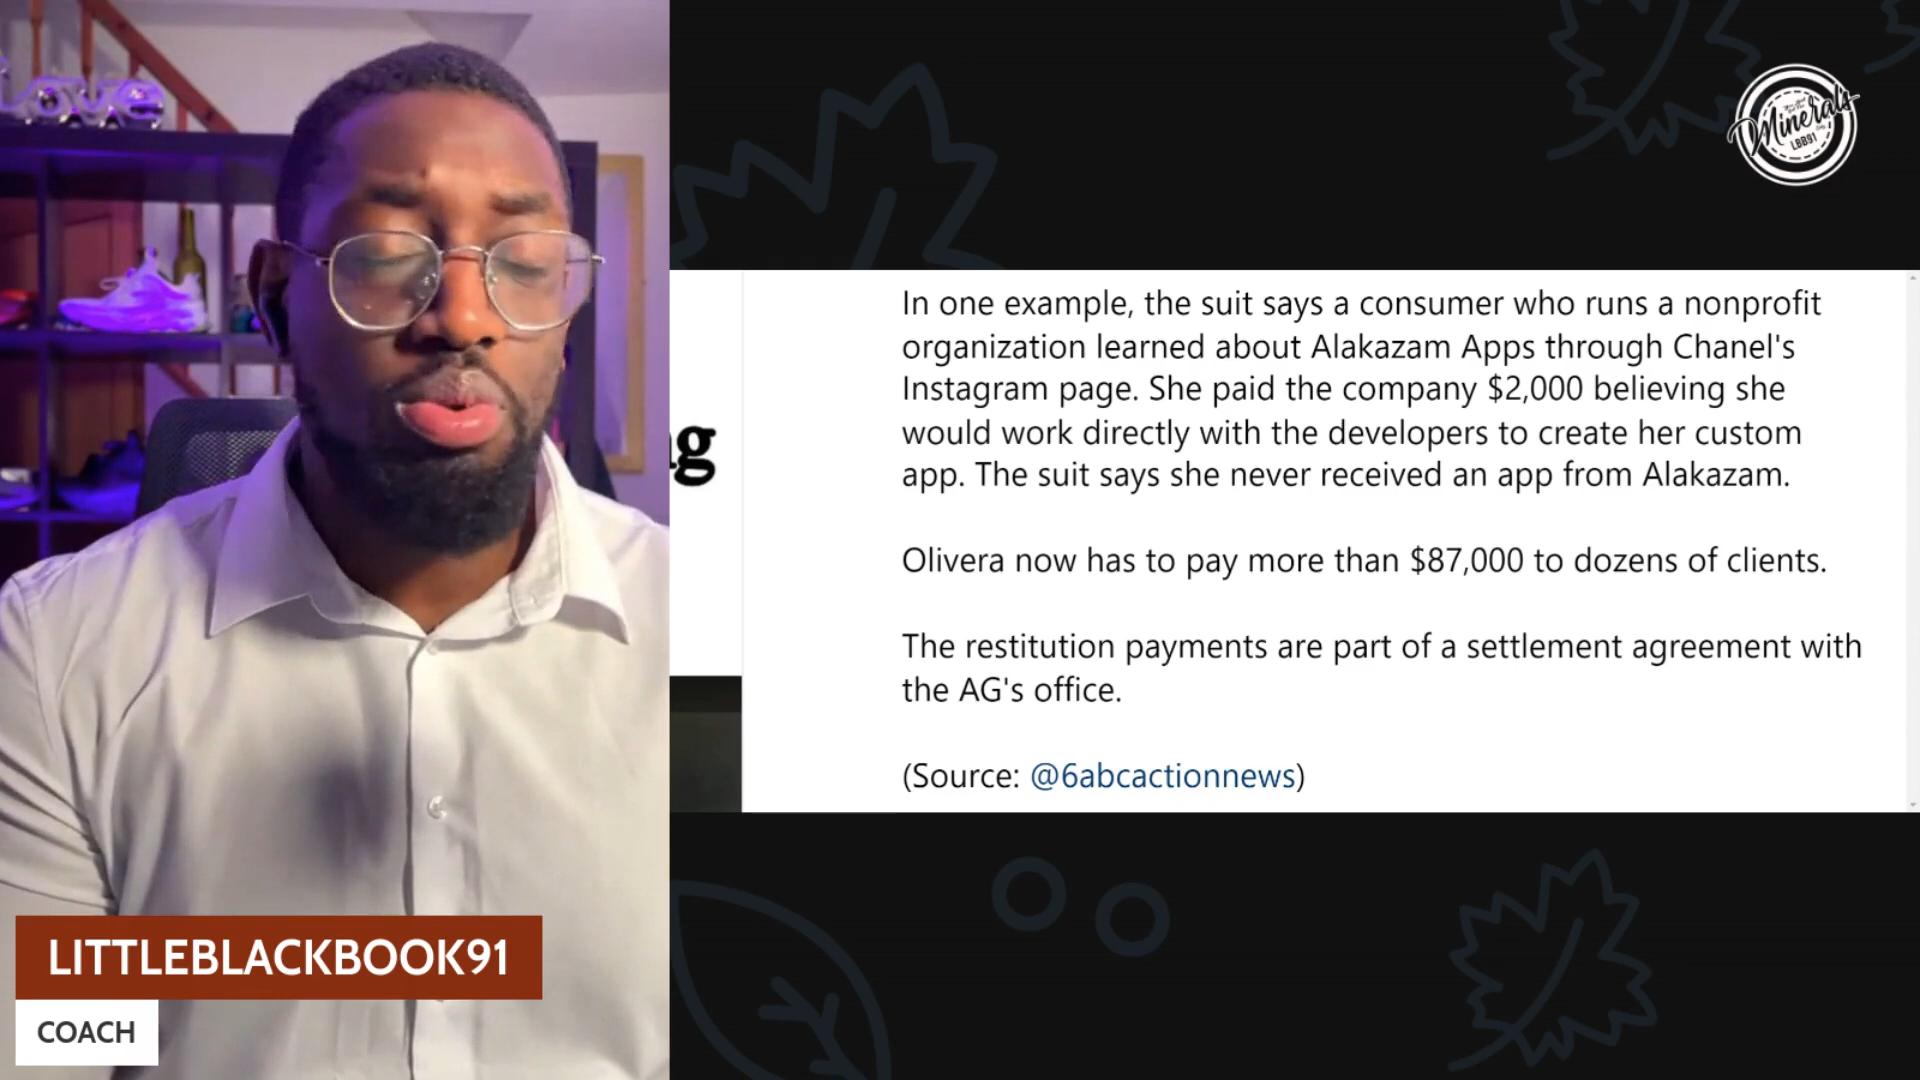 Love
Minerals
LBB91
In one example, the suit says a consumer who runs a nonprofit
organization learned about Alakazam Apps through Chanel's
Instagram page. She paid the company $2,000 believing she
would work directly with the developers to create her custom
app. The suit says she never received an app from Alakazam.
ng
Olivera now has to pay more than $87,000 to dozens of clients.
The restitution payments are part of a settlement agreement with
the AG's office.
(Source: @6abcactionnews)
LITTLEBLACKBOOK91
COACH